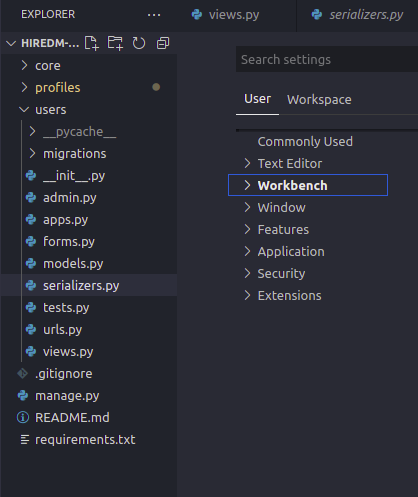 EXPLORER
HIREDM-...
core
profiles
users
__pycache__
migrations
__init__.py
admin.py
apps.py
forms.py
models.py
serializers.py
tests.py
urls.py
views.py
.gitignore
manage.py
README.md
requirements.txt
views.py
serializers.py
Search settings
User
Workspace
Commonly Used
Text Editor
Workbench
Window
Features
Application
Security
Extensions